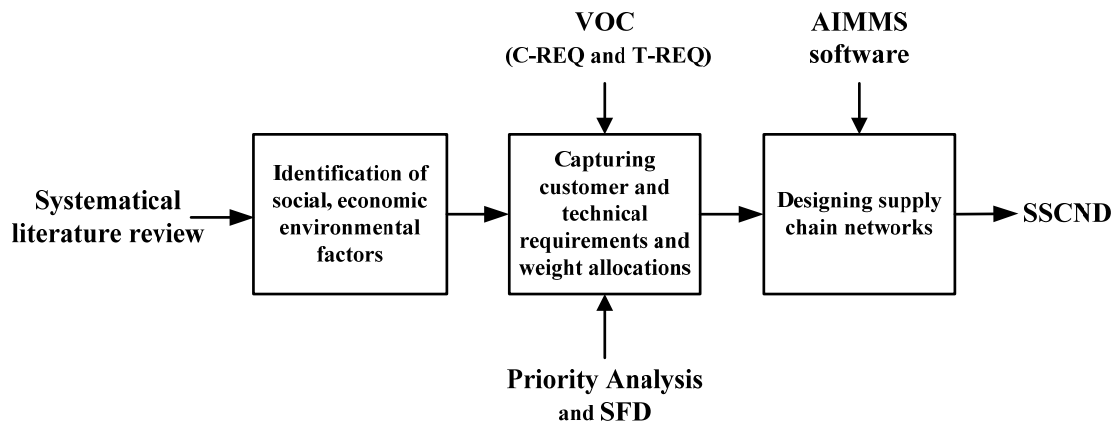 VOC
(C-REQ and T-REQ)
AIMMS
software
Systematical
literature review
Identification of
social, economic
environmental
factors
Capturing
customer and
technical
requirements and
weight allocations
Designing supply
chain networks
SSCND
Priority Analysis
and SFD